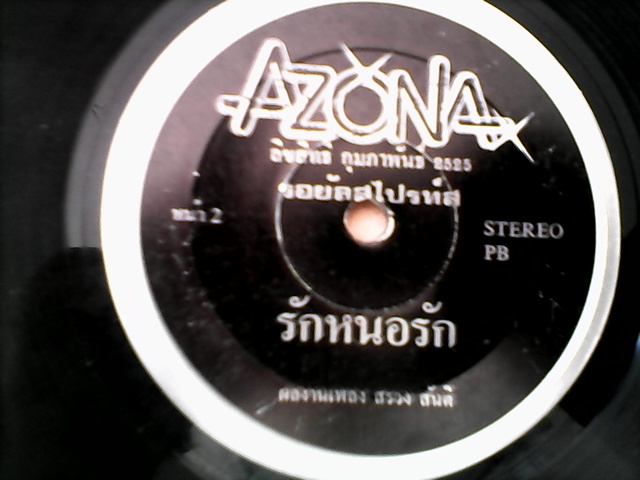 AZONA
ลิขสิทธิ์ กุมภาพันธ์ 2525
รอยัลสไปรท์ส
หน้า 2
STEREO
PB
รักหนอรัก
ผลงานเพลง สรวง สันติ